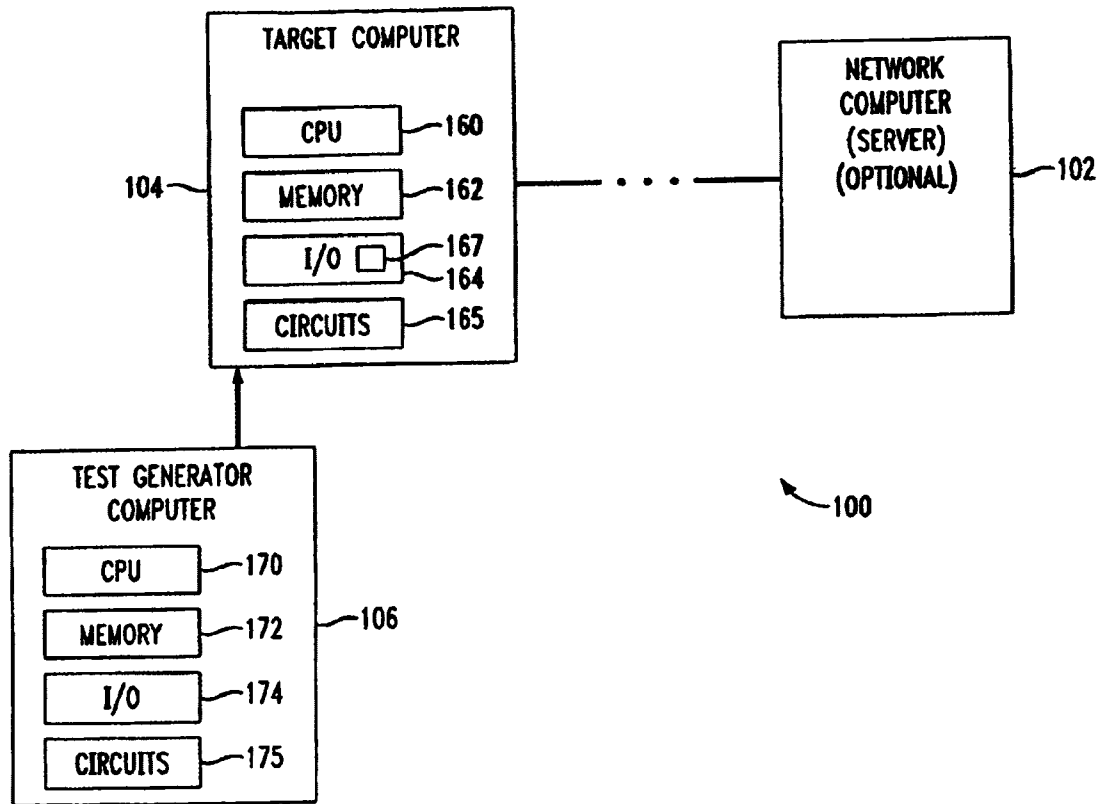 TARGET COMPUTER
CPU
160
104
MEMORY
162
I/O
167
164
CIRCUITS
165
NETWORK
COMPUTER
(SERVER)
(OPTIONAL)
102
TEST GENERATOR
COMPUTER
CPU
170
MEMORY
172
106
I/O
174
CIRCUITS
175
100